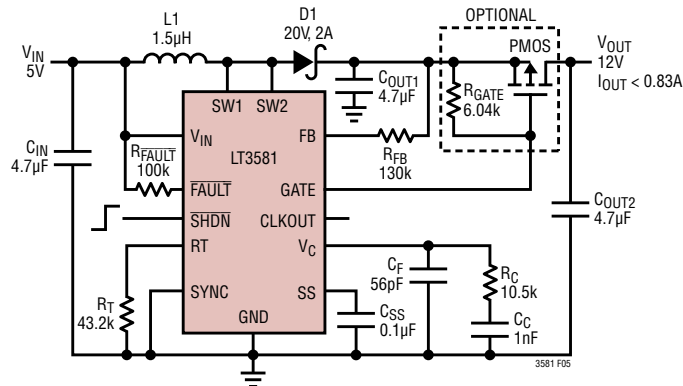 OPTIONAL
L1
1.5µH
D1
20V, 2A
PMOS
VIN
5V
VOUT
12V
IOUT < 0.83A
COUT1
4.7µF
RGATE
6.04k
SW1 SW2
VIN
FB
CIN
4.7µF
RFAULT
100k
LT3581
RFB
130k
FAULT
GATE
SHDN
CLKOUT
COUT2
4.7µF
RT
VC
CF
56pF
RC
10.5k
RT
43.2k
SYNC
SS
GND
CSS
0.1µF
CC
1nF
3581 F05